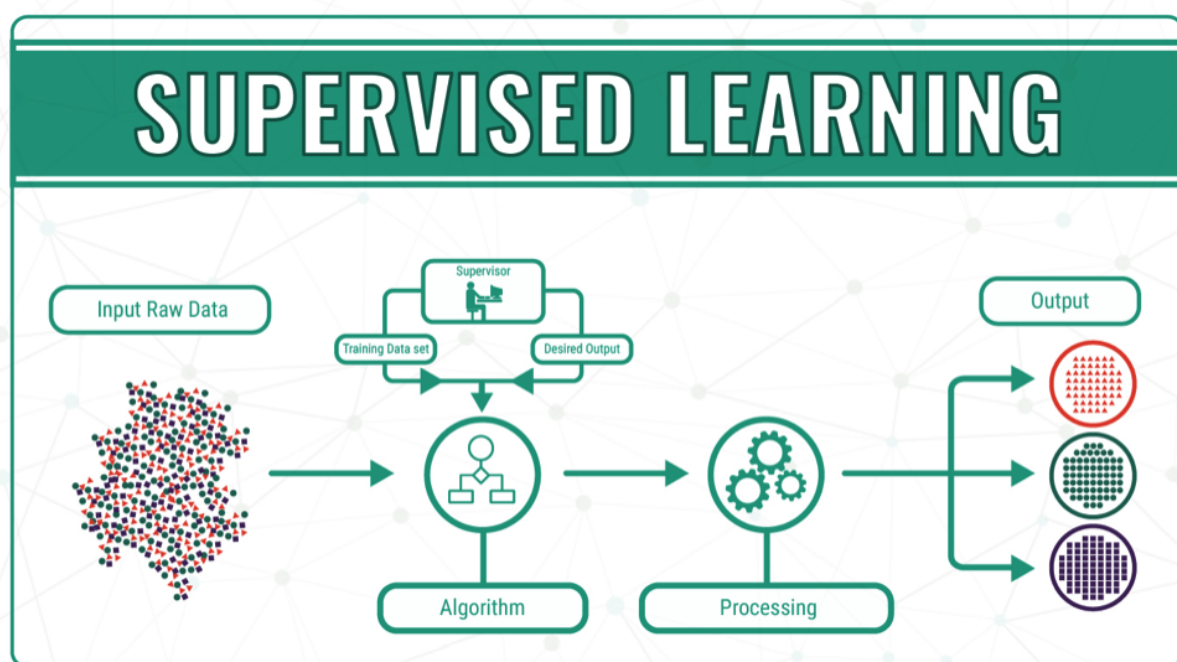 SUPERVISED LEARNING
Input Raw Data
Supervisor
Training Data set
Desired Output
Algorithm
Processing
Output